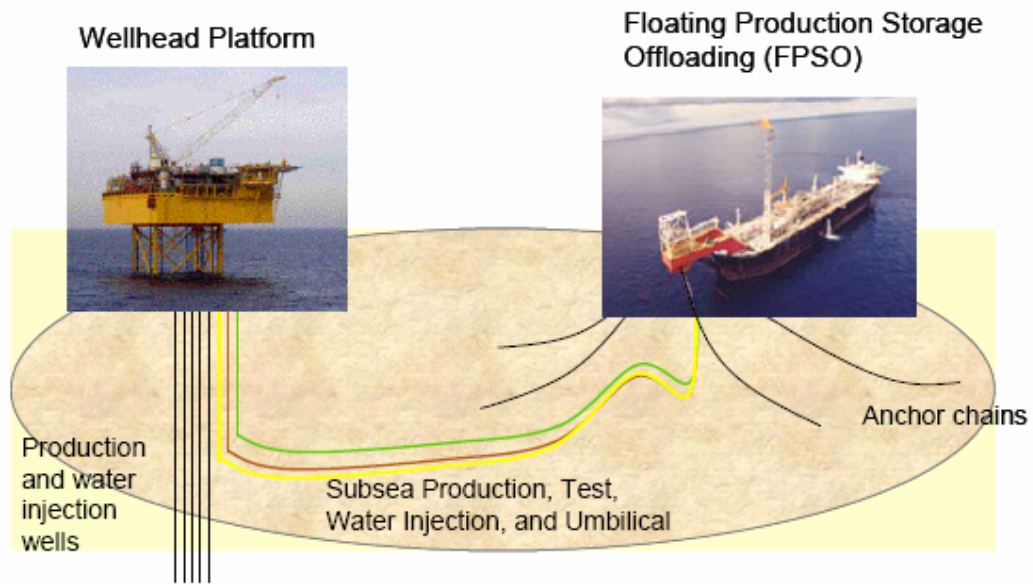 Wellhead Platform
Floating Production Storage
Offloading (FPSO)
Anchor chains
Production
and water
injection
wells
Subsea Production, Test,
Water Injection, and Umbilical